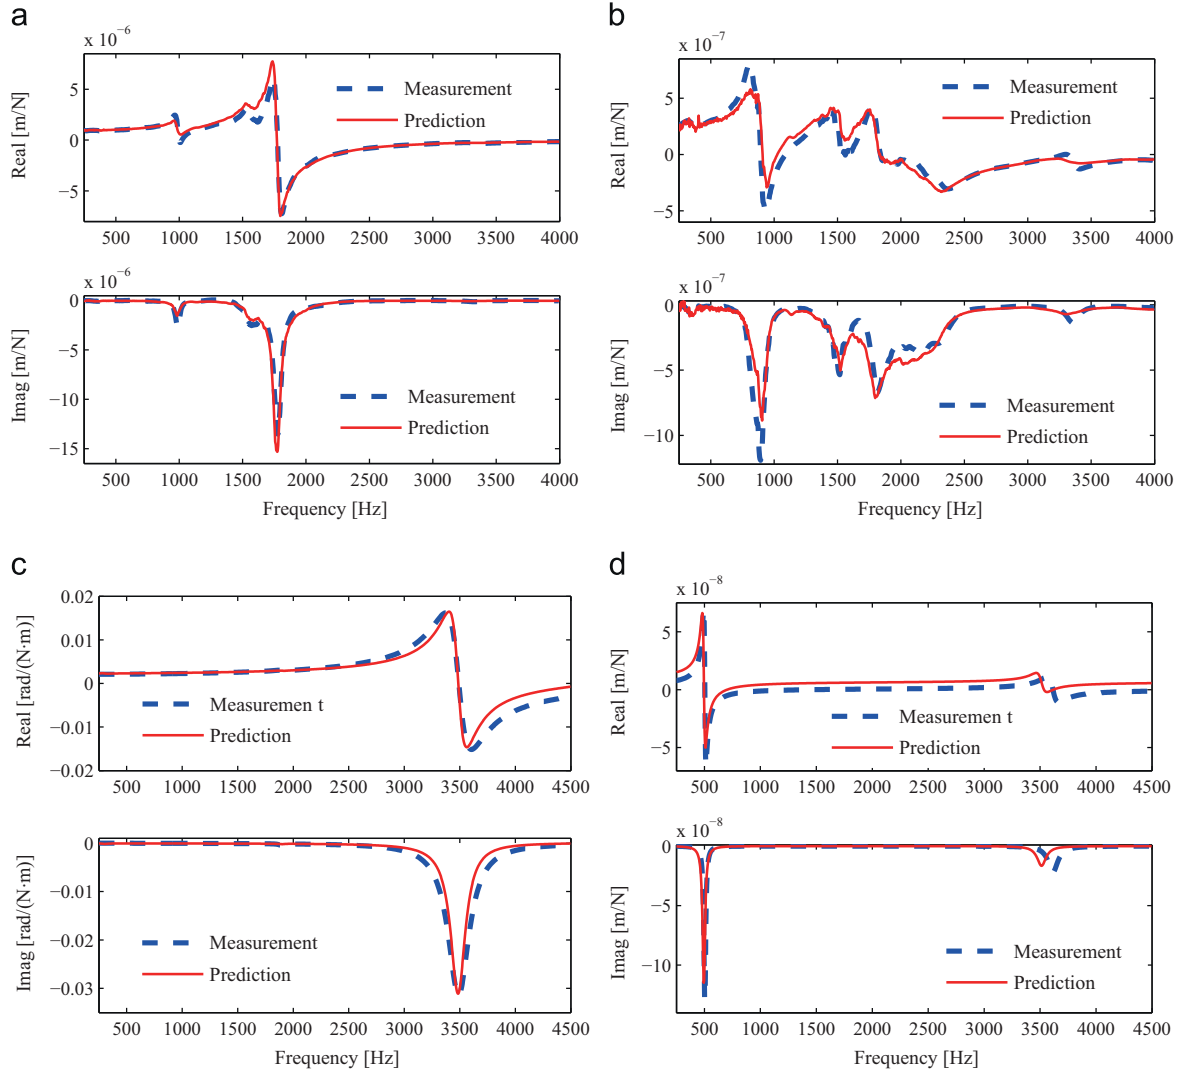 a
x 10⁻⁶
Real [m/N]
5
0
−5
Measurement
Prediction
500 1000 1500 2000 2500 3000 3500 4000
x 10⁻⁶
Imag [m/N]
0
−5
−10
−15
Measurement
Prediction
500 1000 1500 2000 2500 3000 3500 4000
Frequency [Hz]
b
x 10⁻⁷
Real [m/N]
5
0
−5
Measurement
Prediction
500 1000 1500 2000 2500 3000 3500 4000
x 10⁻⁷
Imag [m/N]
0
−5
−10
Measurement
Prediction
500 1000 1500 2000 2500 3000 3500 4000
Frequency [Hz]
c
Real [rad/(N·m)]
0.02
0.01
0
−0.01
−0.02
Measuremen t
Prediction
500 1000 1500 2000 2500 3000 3500 4000 4500
Imag [rad/(N·m)]
0
−0.01
−0.02
−0.03
Measurement
Prediction
500 1000 1500 2000 2500 3000 3500 4000 4500
Frequency [Hz]
d
x 10⁻⁸
Real [m/N]
5
0
−5
Measuremen t
Prediction
500 1000 1500 2000 2500 3000 3500 4000 4500
x 10⁻⁸
Imag [m/N]
0
−5
−10
Measurement
Prediction
500 1000 1500 2000 2500 3000 3500 4000 4500
Frequency [Hz]